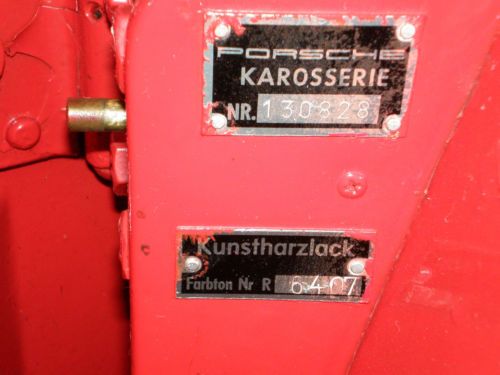 PORSCHE
KAROSSERIE
NR. 130828
Kunstharzlack
Farbton Nr R 6407